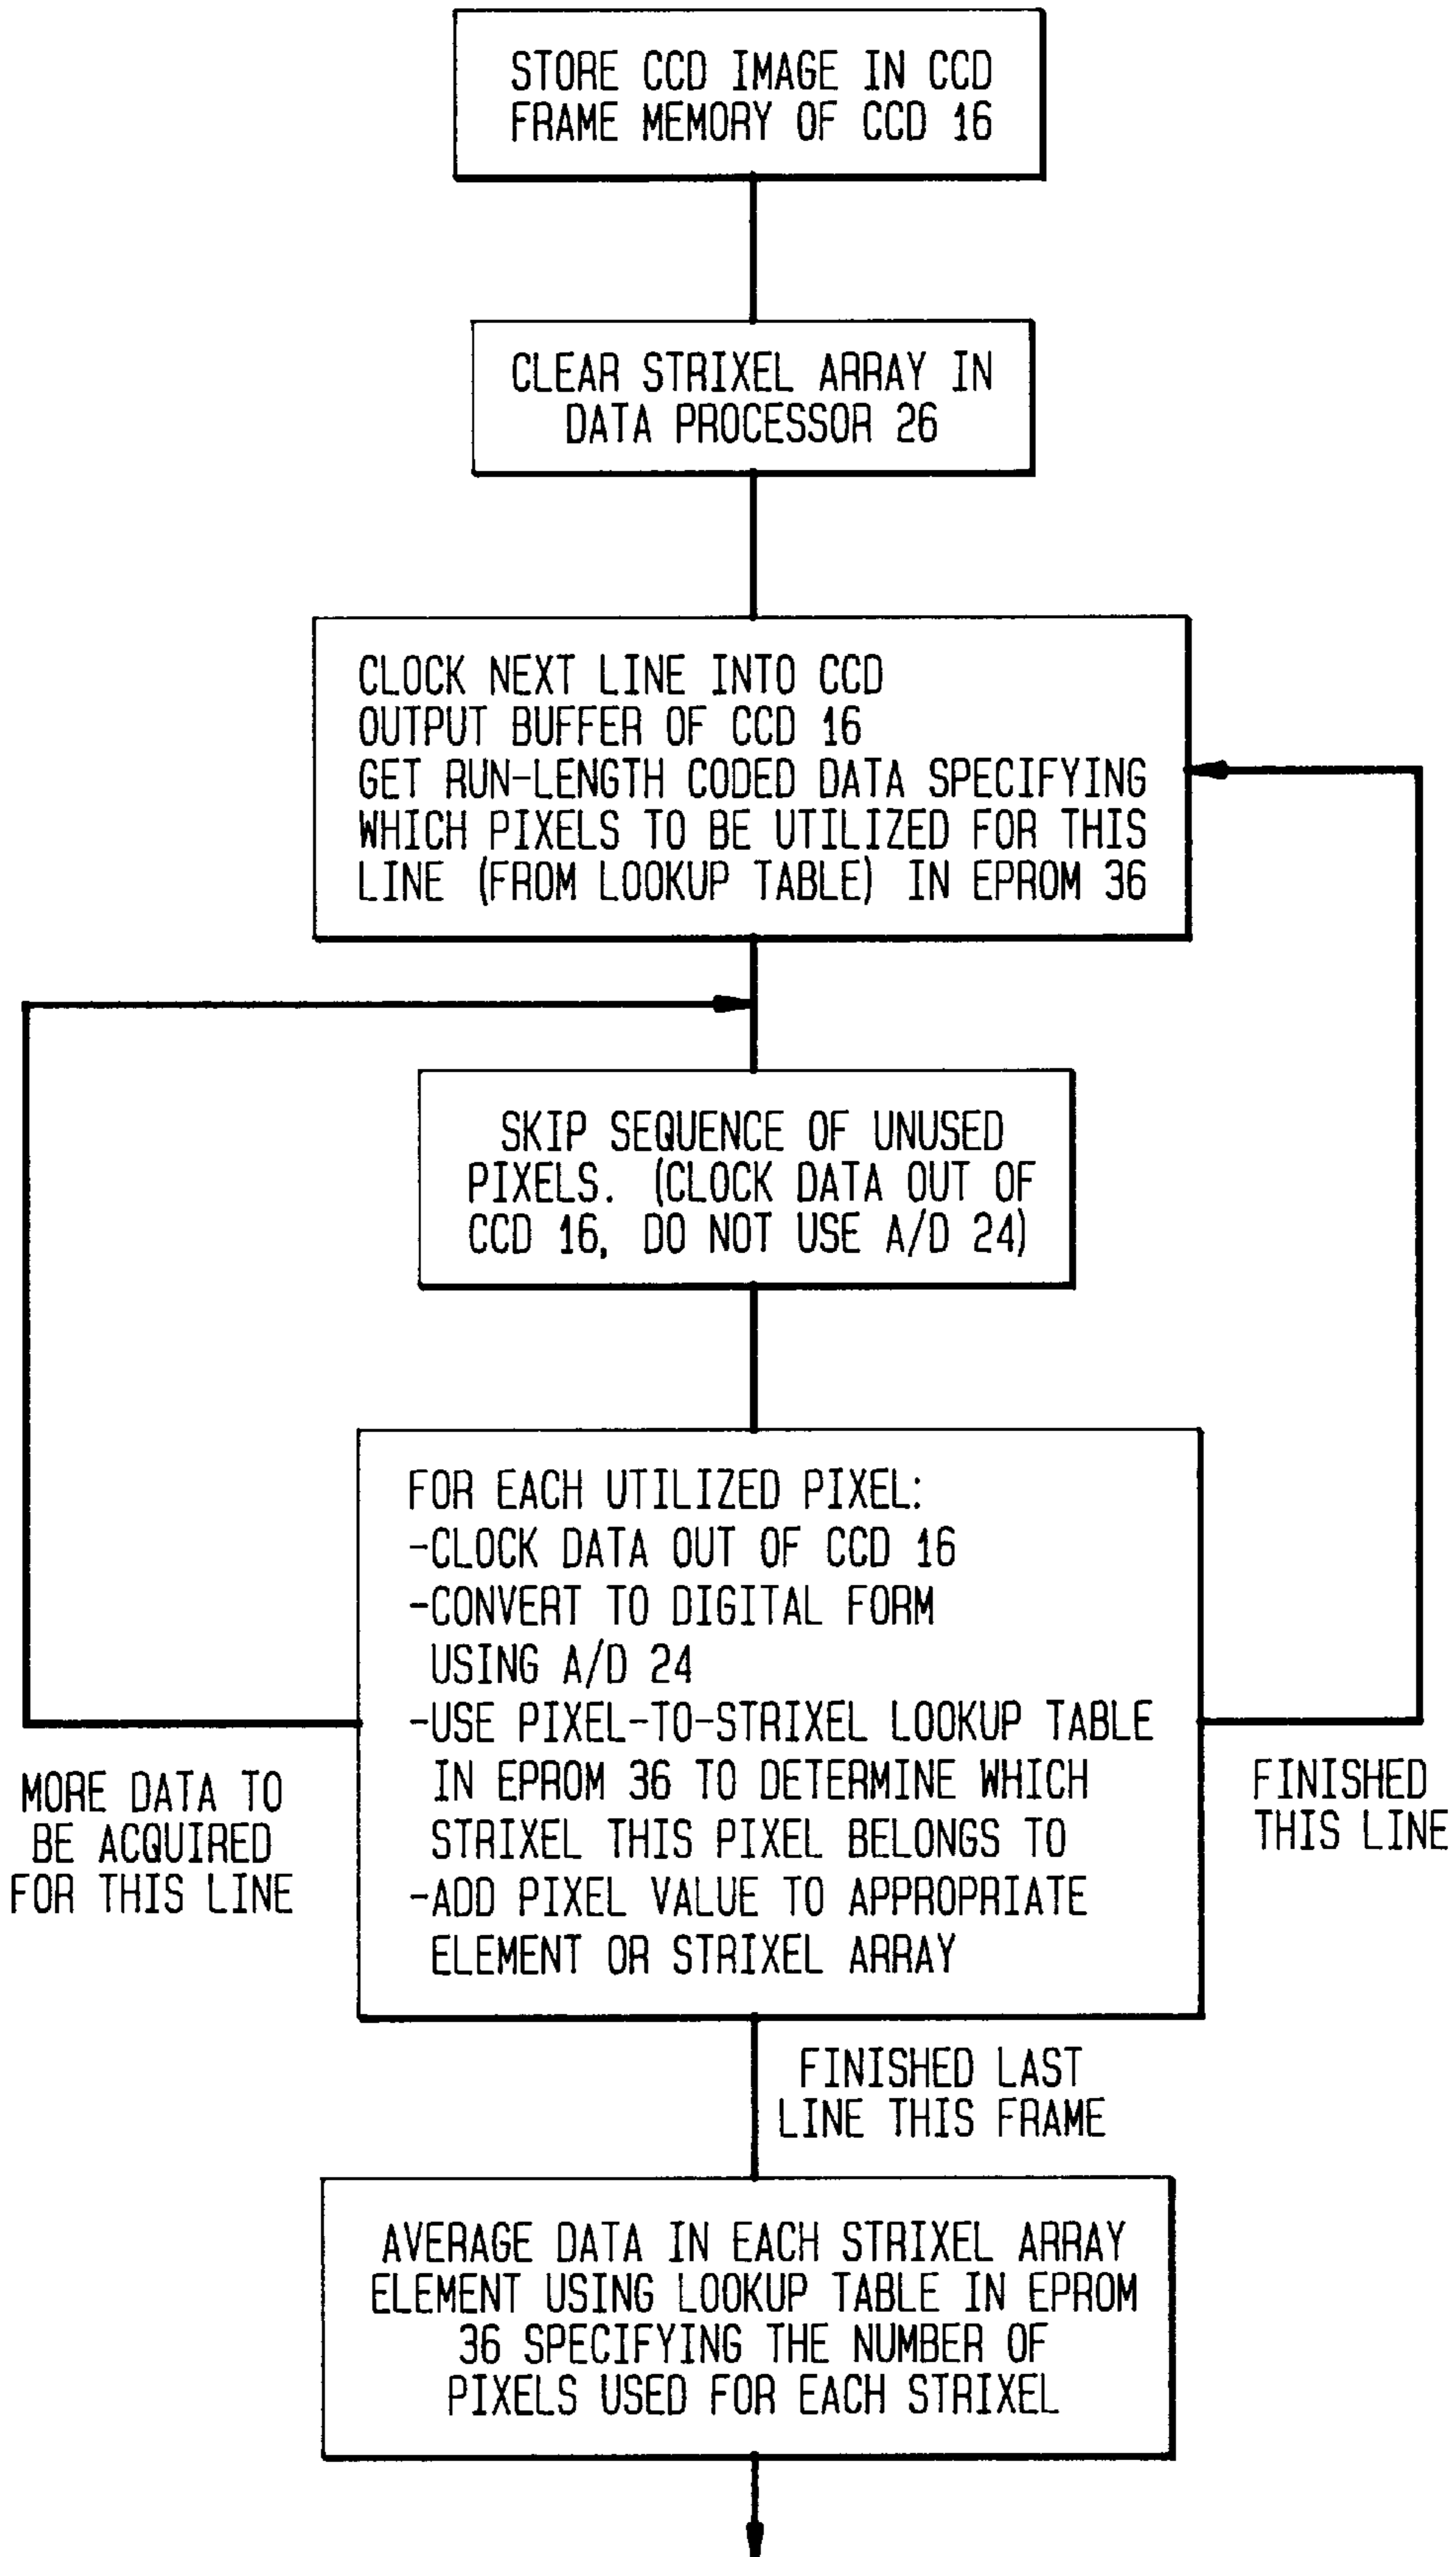 STORE CCD IMAGE IN CCD
FRAME MEMORY OF CCD 16
CLEAR STRIXEL ARRAY IN
DATA PROCESSOR 26
CLOCK NEXT LINE INTO CCD
OUTPUT BUFFER OF CCD 16
GET RUN-LENGTH CODED DATA SPECIFYING
WHICH PIXELS TO BE UTILIZED FOR THIS
LINE (FROM LOOKUP TABLE) IN EPROM 36
SKIP SEQUENCE OF UNUSED
PIXELS. (CLOCK DATA OUT OF
CCD 16, DO NOT USE A/D 24)
FOR EACH UTILIZED PIXEL:
-CLOCK DATA OUT OF CCD 16
-CONVERT TO DIGITAL FORM
USING A/D 24
-USE PIXEL-TO-STRIXEL LOOKUP TABLE
IN EPROM 36 TO DETERMINE WHICH
STRIXEL THIS PIXEL BELONGS TO
-ADD PIXEL VALUE TO APPROPRIATE
ELEMENT OR STRIXEL ARRAY
MORE DATA TO
BE ACQUIRED
FOR THIS LINE
FINISHED
THIS LINE
FINISHED LAST
LINE THIS FRAME
AVERAGE DATA IN EACH STRIXEL ARRAY
ELEMENT USING LOOKUP TABLE IN EPROM
36 SPECIFYING THE NUMBER OF
PIXELS USED FOR EACH STRIXEL